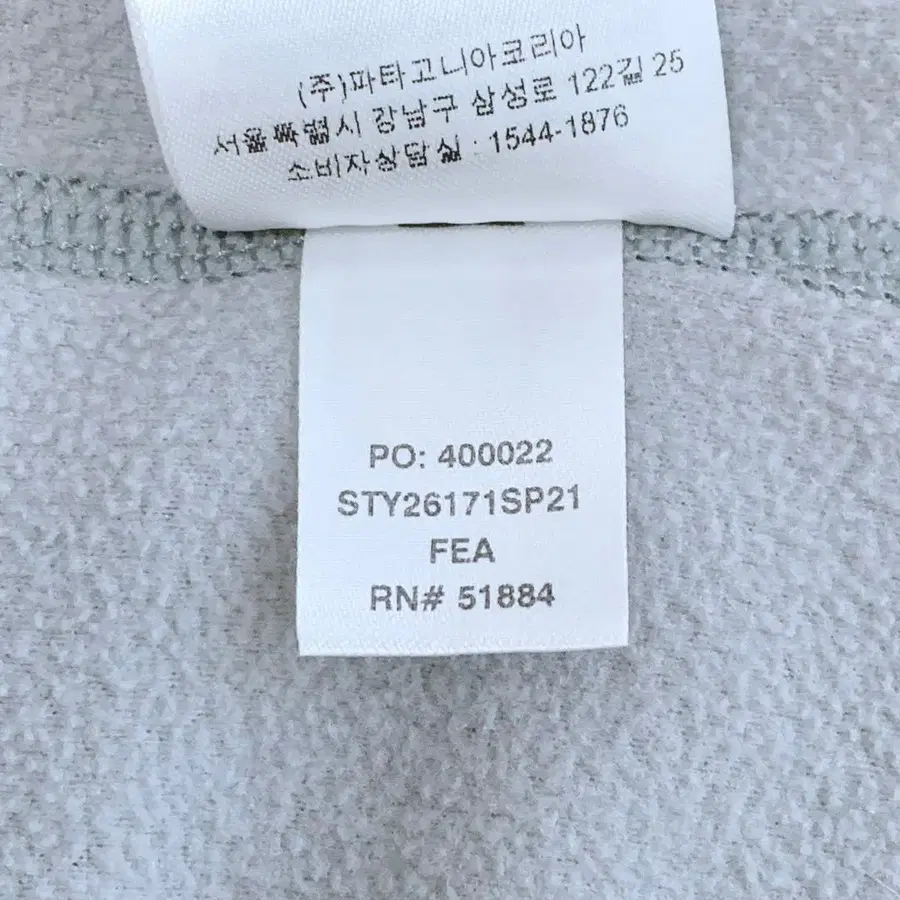 (주)파타고니아코리아
서울특별시 강남구 삼성로 122길 25
소비자상담실 : 1544-1876
PO: 400022
STY26171SP21
FEA
RN# 51884